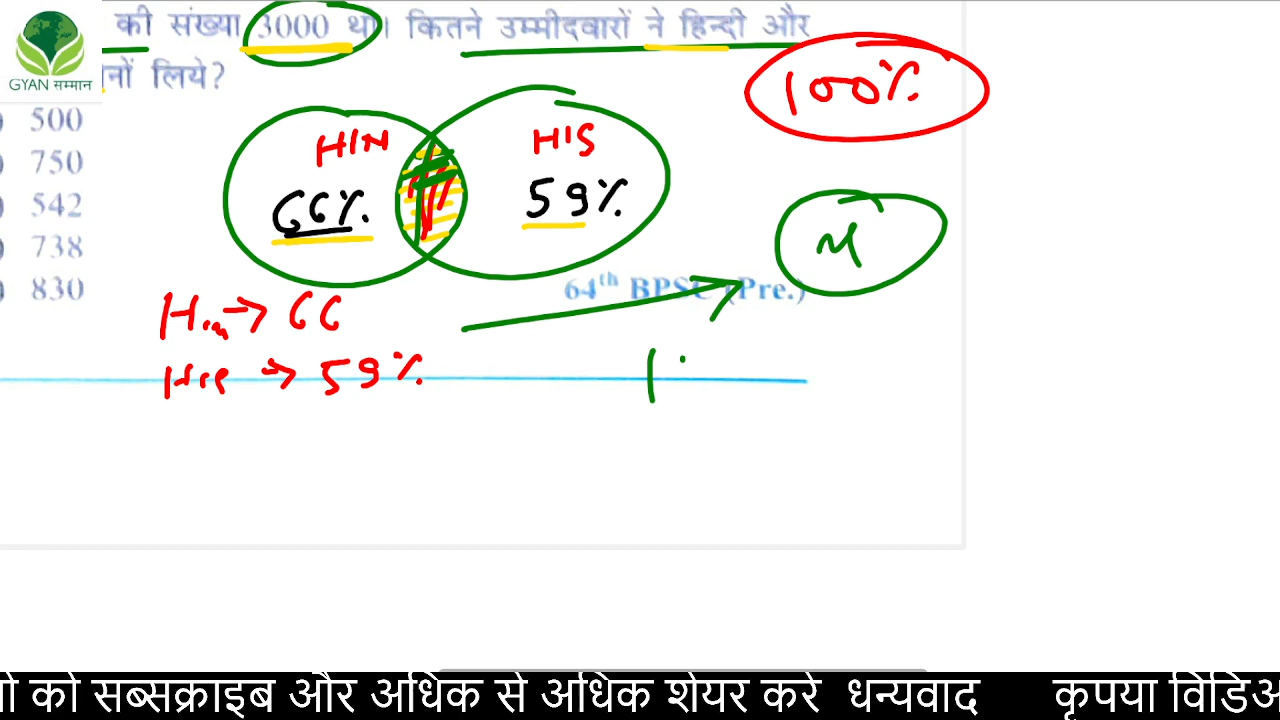 की संख्या 3000 था। कितने उम्मीदवारों ने हिन्दी और
नों लिये?
GYAN सम्मान
100%
) 500
) 750
) 542
) 738
) 830
HIN
HIS
66%
59%
M
64th BPSC (Pre.)
Hin → 66
His → 59%
को सब्सक्राइब और अधिक से अधिक शेयर करे धन्यवाद कृपया विडिअ